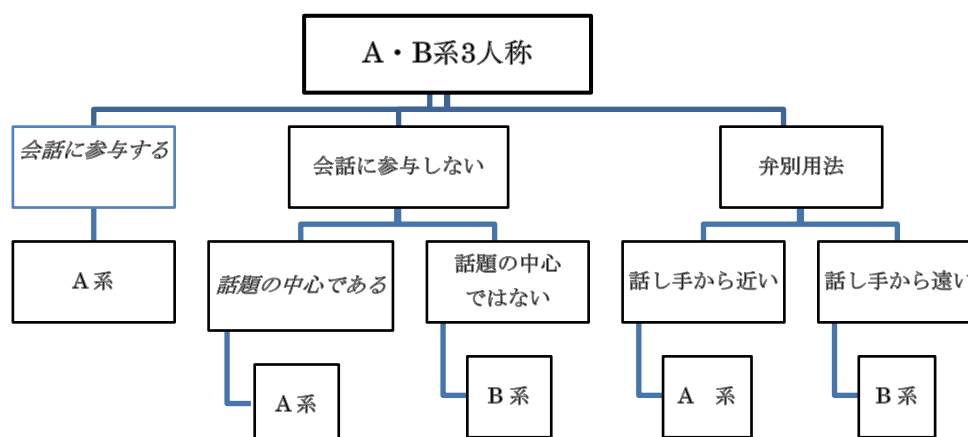 A・B系3人称
会話に参与する
会話に参与しない
弁別用法
A系
話題の中心である
話題の中心
ではない
話し手から近い
話し手から遠い
A系
B系
A　系
B系